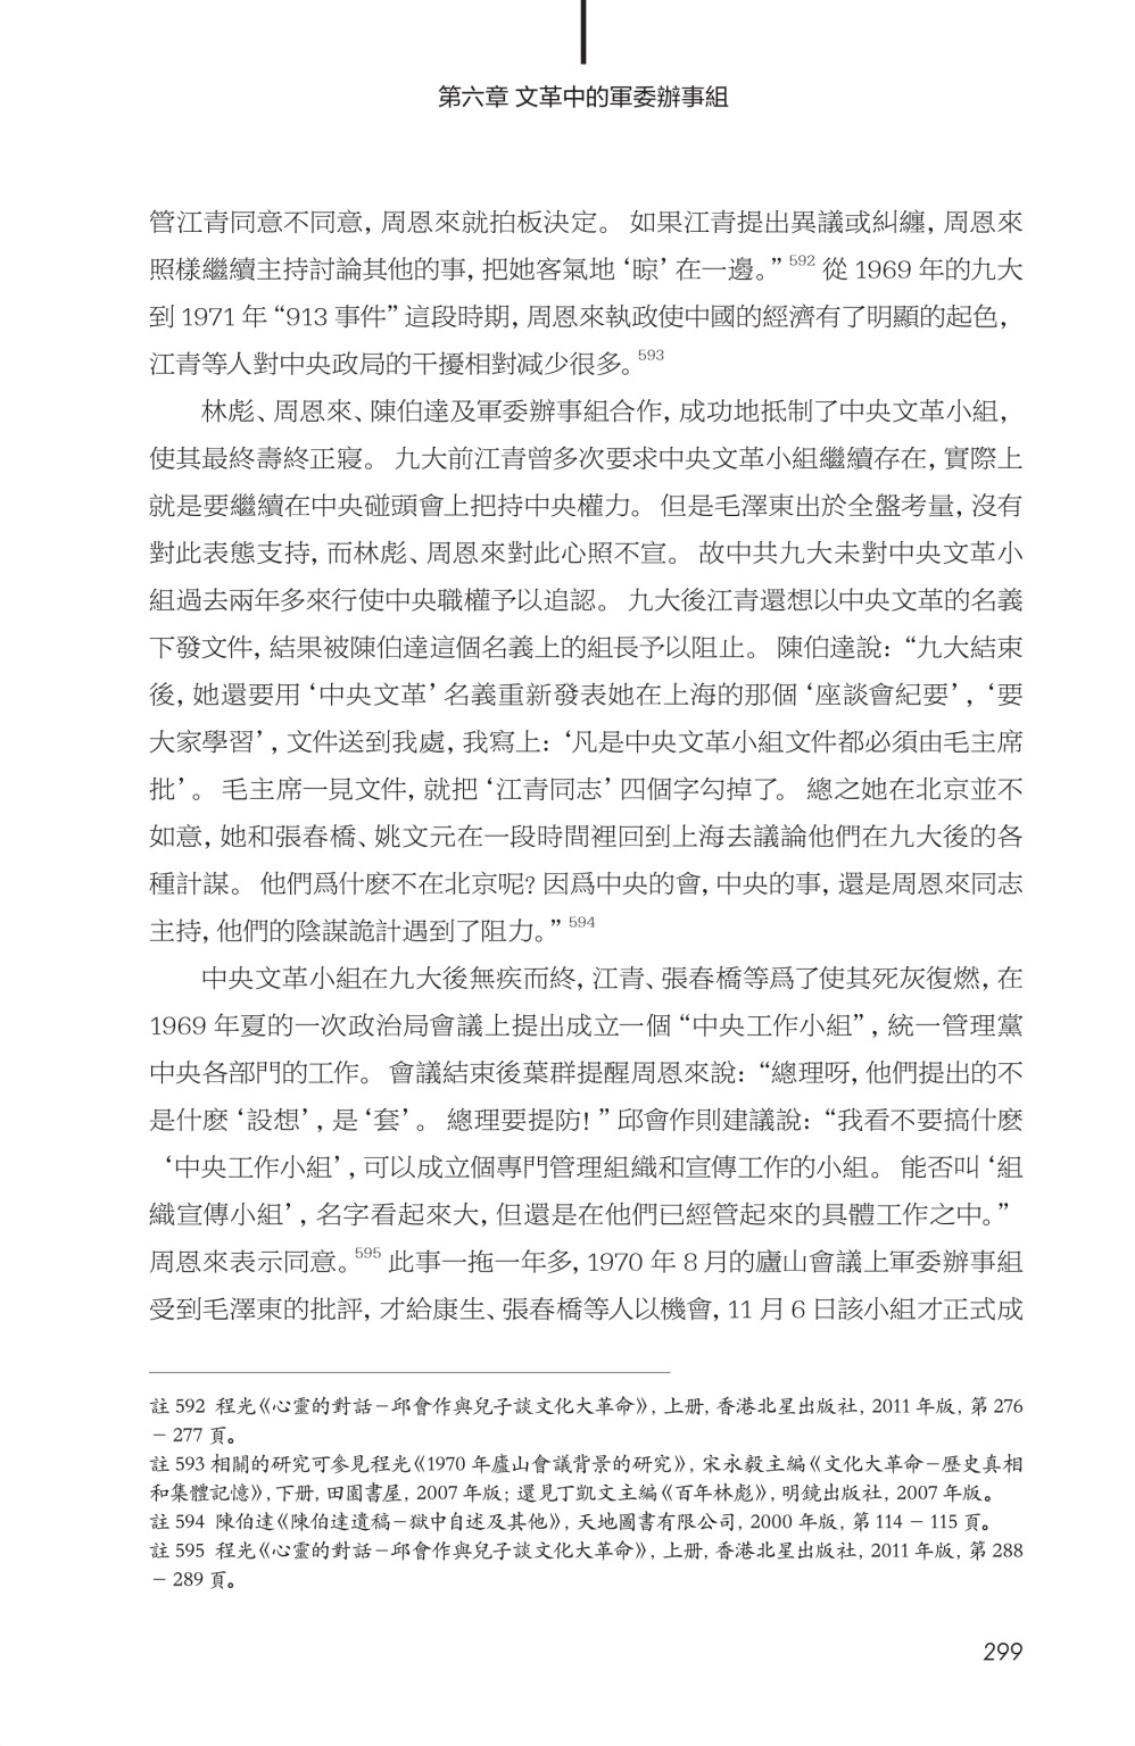 第六章 文革中的軍委辦事組
管江青同意不同意, 周恩來就拍板決定。 如果江青提出異議或糾纏, 周恩來
照樣繼續主持討論其他的事, 把她客氣地‘晾’在一邊。” 592 從 1969 年的九大
到 1971 年 “913 事件” 這段時期, 周恩來執政使中國的經濟有了明顯的起色,
江青等人對中央政局的干擾相對減少很多。593
林彪、周恩來、陳伯達及軍委辦事組合作, 成功地抵制了中央文革小組,
使其最終壽終正寢。 九大前江青曾多次要求中央文革小組繼續存在, 實際上
就是要繼續在中央碰頭會上把持中央權力。 但是毛澤東出於全盤考量, 沒有
對此表態支持, 而林彪、周恩來對此心照不宣。 故中共九大未對中央文革小
組過去兩年多來行使中央職權予以追認。 九大後江青還想以中央文革的名義
下發文件, 結果被陳伯達這個名義上的組長予以阻止。 陳伯達說: “九大結束
後, 她還要用 ‘中央文革’ 名義重新發表她在上海的那個 ‘座談會紀要’ , ‘要
大家學習’ , 文件送到我處, 我寫上: ‘凡是中央文革小組文件都必須由毛主席
批’ 。 毛主席一見文件, 就把 ‘江青同志’ 四個字勾掉了。 總之她在北京並不
如意, 她和張春橋、姚文元在一段時間裡回到上海去議論他們在九大後的各
種計謀。 他們爲什麽不在北京呢? 因爲中央的會, 中央的事, 還是周恩來同志
主持, 他們的陰謀詭計遇到了阻力。” 594
中央文革小組在九大後無疾而終, 江青、張春橋等爲了使其死灰復燃, 在
1969 年夏的一次政治局會議上提出成立一個 “中央工作小組” , 統一管理黨
中央各部門的工作。 會議結束後葉群提醒周恩來說: “總理呀, 他們提出的不
是什麽 ‘設想’ , 是 ‘套’ 。 總理要提防! ” 邱會作則建議說: “我看不要搞什麽
‘中央工作小組’ , 可以成立個專門管理組織和宣傳工作的小組。 能否叫 ‘組
織宣傳小組’ , 名字看起來大, 但還是在他們已經管起來的具體工作之中。”
周恩來表示同意。595 此事一拖一年多, 1970 年 8 月的廬山會議上軍委辦事組
受到毛澤東的批評, 才給康生、張春橋等人以機會, 11 月 6 日該小組才正式成
註 592 程光《心靈的對話－邱會作與兒子談文化大革命》, 上册, 香港北星出版社, 2011 年版, 第 276
－ 277 頁。
註 593 相關的研究可參見程光《1970 年廬山會議背景的研究》, 宋永毅主編《文化大革命－歷史真相
和集體記憶》, 下册, 田園書屋, 2007 年版; 還見丁凱文主編《百年林彪》, 明鏡出版社, 2007 年版。
註 594 陳伯達《陳伯達遺稿－獄中自述及其他》, 天地圖書有限公司, 2000 年版, 第 114 － 115 頁。
註 595 程光《心靈的對話－邱會作與兒子談文化大革命》, 上册, 香港北星出版社, 2011 年版, 第 288
－ 289 頁。
299